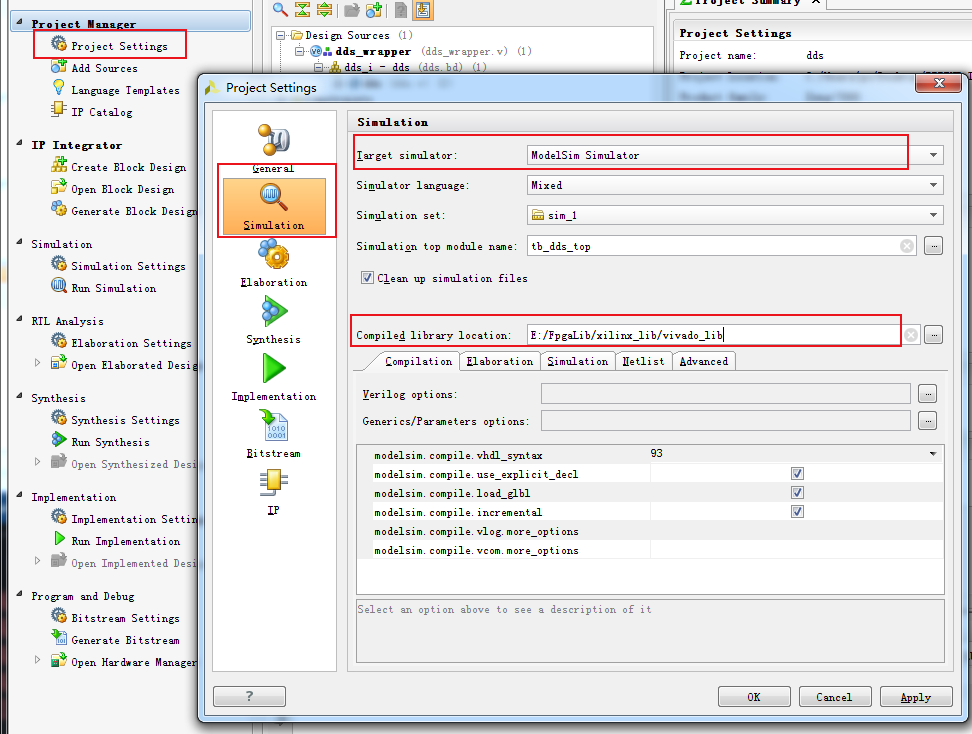 Project Manager
Project Settings
Add Sources
Language Templates
IP Catalog
IP Integrator
Create Block Design
Open Block Design
Generate Block Design
Simulation
Simulation Settings
Run Simulation
RTL Analysis
Elaboration Settings
Open Elaborated Desi
Synthesis
Synthesis Settings
Run Synthesis
Open Synthesized Desi
Implementation
Implementation Settin
Run Implementation
Open Implemented Desi
Program and Debug
Bitstream Settings
Generate Bitstream
Open Hardware Manager
Design Sources (1)
dds_wrapper (dds_wrapper.v) (1)
dds_i - dds (dds.bd) (1)
Project Summary
Project Settings
Project name: dds
Project Settings
General
Simulation
Elaboration
Synthesis
Implementation
Bitstream
IP
Simulation
Target simulator: ModelSim Simulator
Simulator language: Mixed
Simulation set: sim_1
Simulation top module name: tb_dds_top
Clean up simulation files
Compiled library location: E:/FpgaLib/xilinx_lib/vivado_lib
Compilation Elaboration Simulation Netlist Advanced
Verilog options:
Generics/Parameters options:
modelsim.compile.vhdl_syntax 93
modelsim.compile.use_explicit_decl
modelsim.compile.load_glbl
modelsim.compile.incremental
modelsim.compile.vlog.more_options
modelsim.compile.vcom.more_options
Select an option above to see a description of it
? OK Cancel Apply